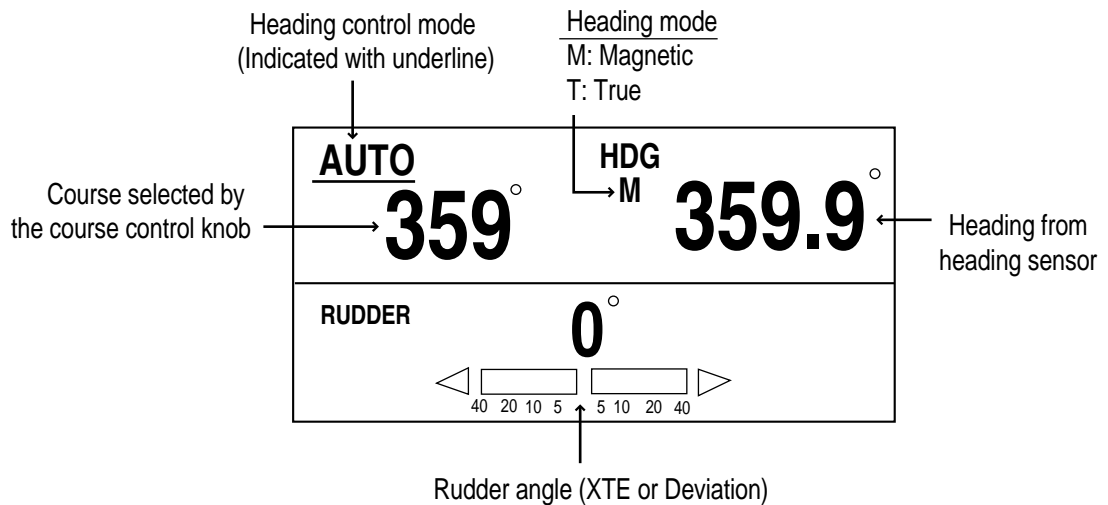 Heading control mode
(Indicated with underline)
Heading mode
M: Magnetic
T: True
AUTO
HDG
M
Course selected by
the course control knob
359°
359.9°
Heading from
heading sensor
RUDDER
0°
40 20 10 5 5 10 20 40
Rudder angle (XTE or Deviation)